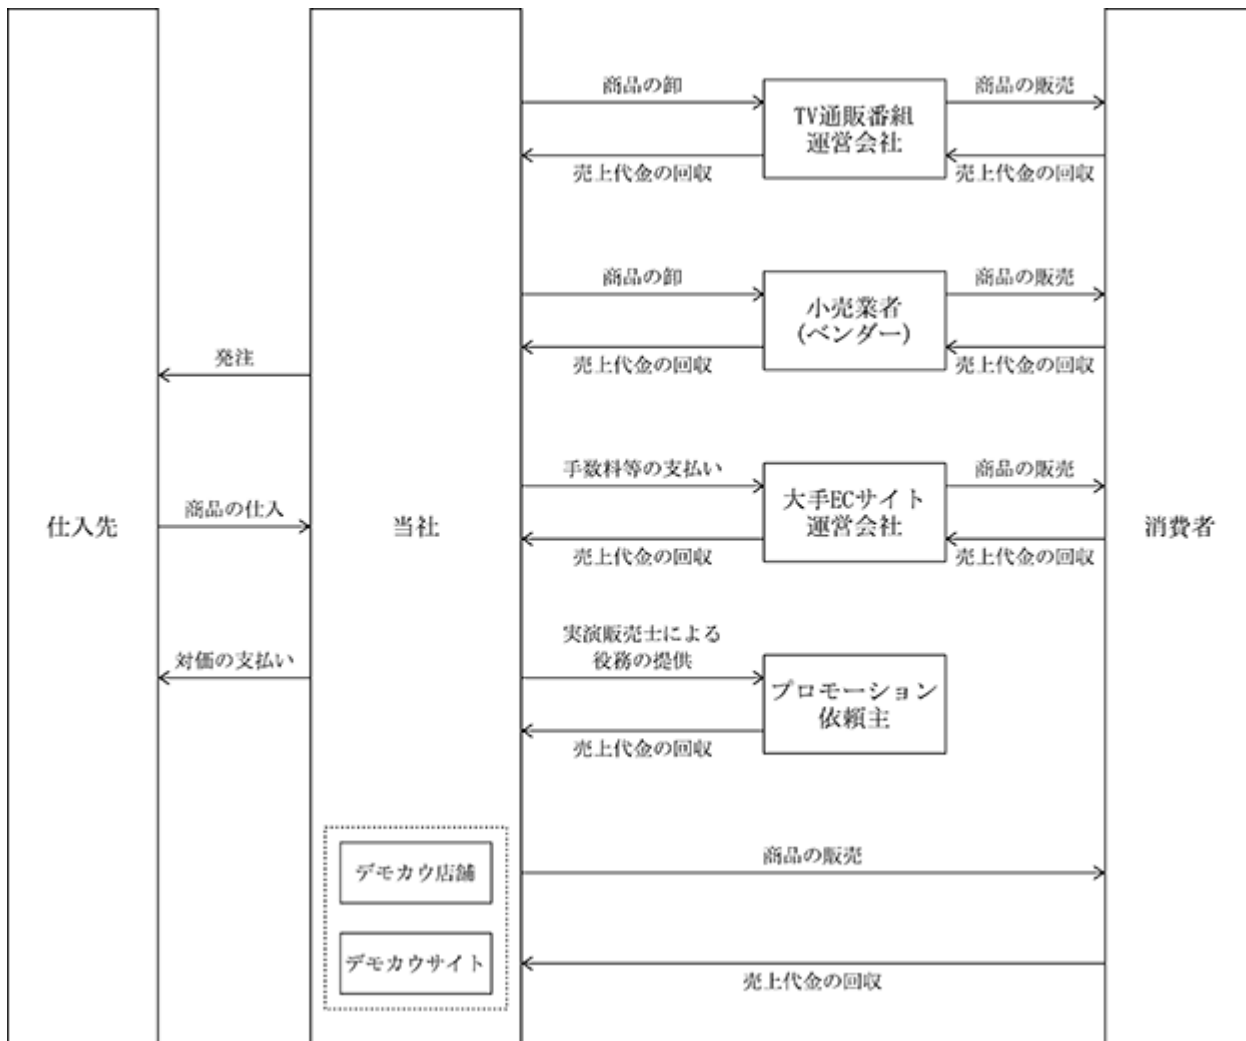 商品の卸
商品の販売
TV通販番組
運営会社
売上代金の回収
売上代金の回収
商品の卸
商品の販売
小売業者
(ベンダー)
売上代金の回収
売上代金の回収
発注
手数料等の支払い
商品の販売
大手ECサイト
運営会社
売上代金の回収
売上代金の回収
仕入先
商品の仕入
当社
消費者
対価の支払い
実演販売士による
役務の提供
プロモーション
依頼主
売上代金の回収
デモカウ店舗
商品の販売
デモカウサイト
売上代金の回収